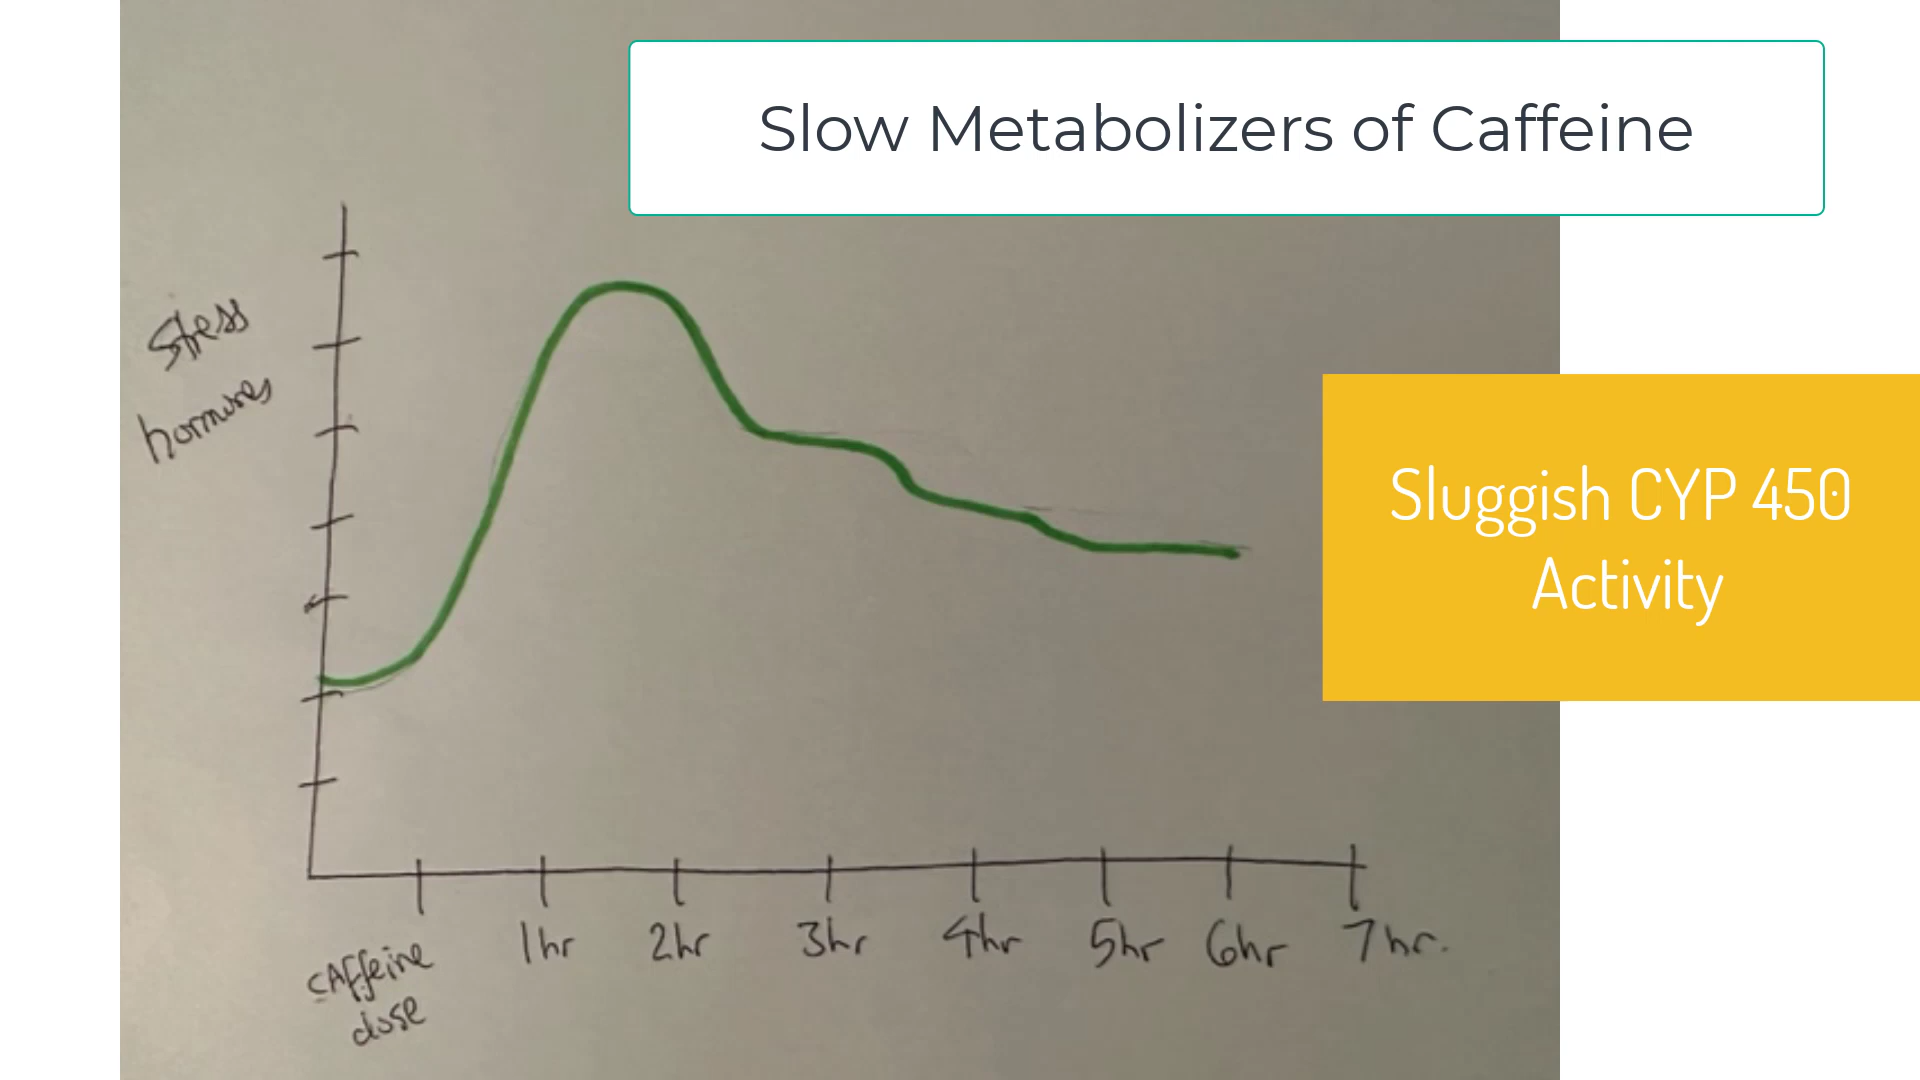 Slow Metabolizers of Caffeine
Stress
hormones
Sluggish CYP 450
Activity
cAffeine
dose
1hr
2hr
3hr
4hr
5hr
6hr
7hr.